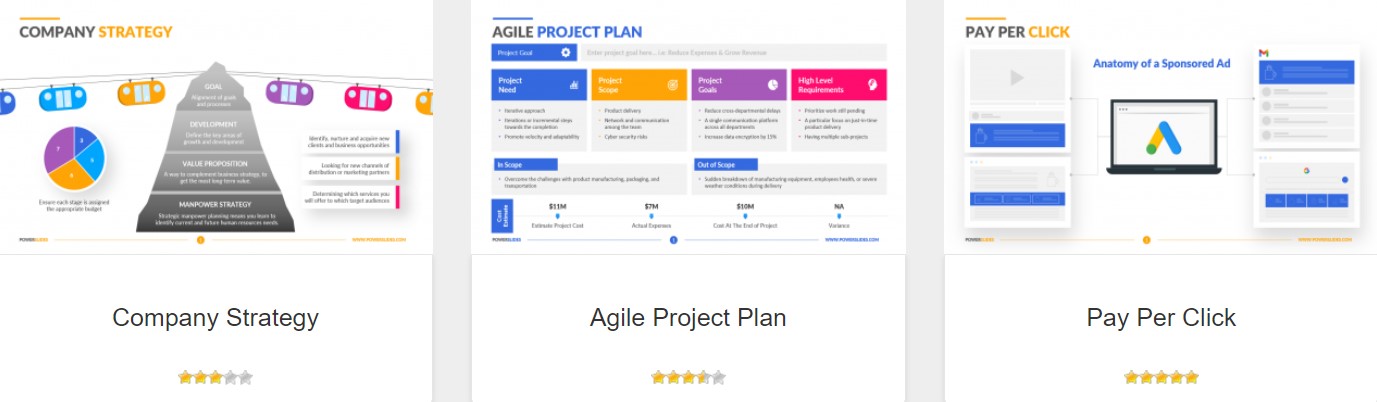 COMPANY STRATEGY
GOAL
Alignment of goals
and processes
DEVELOPMENT
Define the key areas of
growth and development
VALUE PROPOSITION
A way to complement business strategy, to
get the most long-term value.
MANPOWER STRATEGY
Strategic manpower planning means you learn to
identify current and future human resources needs.
7
3
5
6
Ensure each stage is assigned
the appropriate budget
Identify, nurture and acquire new
clients and business opportunities
Looking for new channels of
distribution or marketing partners
Determining which services you
will offer to which target audiences
POWERSLIDES
WWW.POWERSLIDES.COM
Company Strategy
AGILE PROJECT PLAN
Project Goal
Enter project goal here... i.e. Reduce Expenses & Grow Revenue
Project
Need
• Iterative approach
• Iterations or incremental steps
towards the completion
• Promote velocity and adaptability
Project
Scope
• Product delivery
• Network and communication
among the team
• Cyber security risks
Project
Goals
• Reduce cross-departmental delays
• A single communication platform
across all departments
• Increase data encryption by 15%
High Level
Requirements
• Prioritize work still pending
• A particular focus on just-in-time
product delivery
• Having multiple sub projects
In Scope
• Overcome the challenges with product manufacturing, packaging, and
transportation
Out of Scope
• Sudden breakdown of manufacturing equipment, employees health, or severe
weather conditions during delivery
Cost
Estimate
$11M
Estimate Project Cost
$7M
Actual Expenses
$10M
Cost At The End of Project
NA
Variance
POWERSLIDES
WWW.POWERSLIDES.COM
Agile Project Plan
PAY PER CLICK
Anatomy of a Sponsored Ad
POWERSLIDES
WWW.POWERSLIDES.COM
Pay Per Click